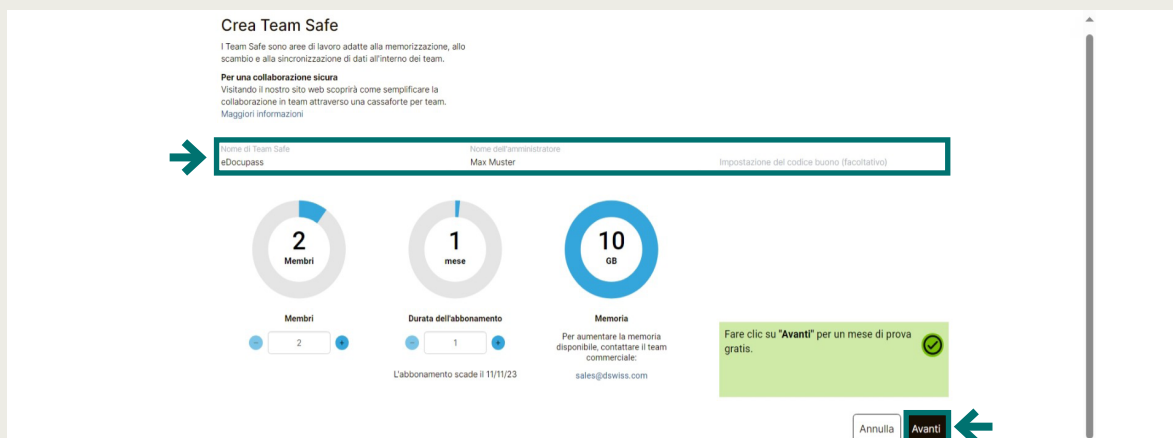 Crea Team Safe
I Team Safe sono aree di lavoro adatte alla memorizzazione, allo
scambio e alla sincronizzazione di dati all'interno dei team.
Per una collaborazione sicura
Visitando il nostro sito web scoprirà come semplificare la
collaborazione in team attraverso una cassaforte per team.
Maggiori informazioni
Nome di Team Safe
eDocupass
Nome dell'amministratore
Max Muster
Impostazione del codice buono (facoltativo)
2
Membri
1
mese
10
GB
Membri
2
Durata dell'abbonamento
1
L'abbonamento scade il 11/11/23
Memoria
Per aumentare la memoria
disponibile, contattare il team
commerciale:
sales@dswiss.com
Fare clic su "Avanti" per un mese di prova
gratis.
Annulla
Avanti